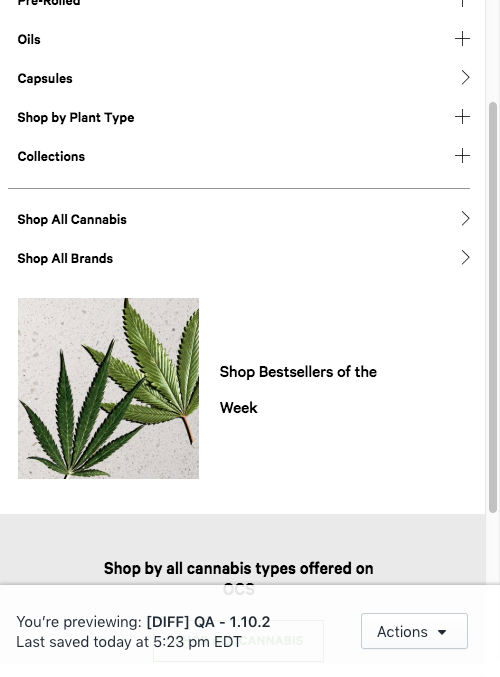 Pre-Rolled
Oils
Capsules
Shop by Plant Type
Collections
Shop All Cannabis
Shop All Brands
Shop Bestsellers of the
Week
Shop by all cannabis types offered on
OCS
You're previewing: [DIFF] QA - 1.10.2
Last saved today at 5:23 pm EDT
CANNABIS
Actions